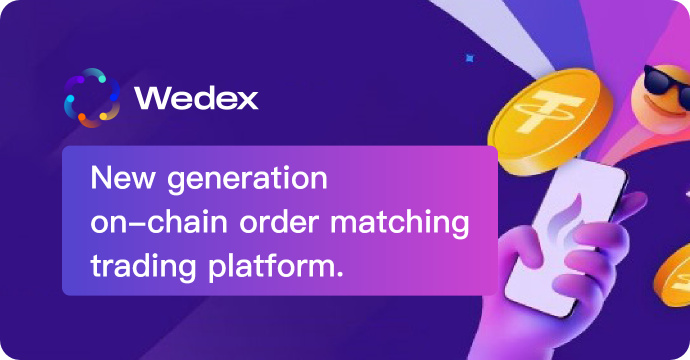 Wedex
New generation
on-chain order matching
trading platform.